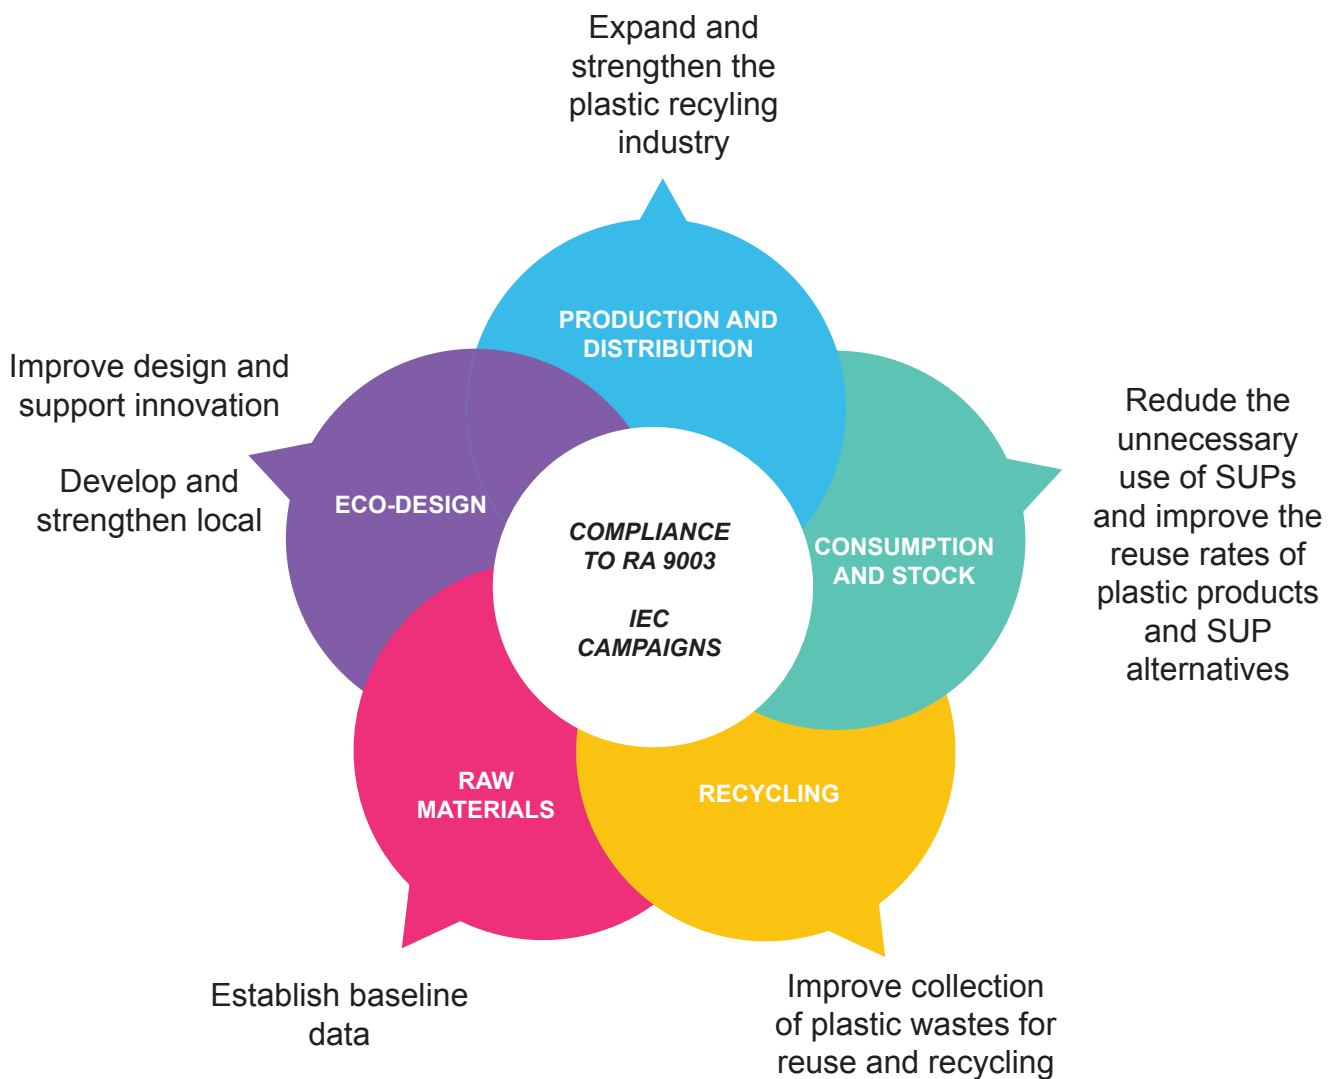 Expand and
strengthen the
plastic recyling
industry
PRODUCTION AND
DISTRIBUTION
Improve design and
support innovation
Develop and
strengthen local
ECO-DESIGN
COMPLIANCE
TO RA 9003
IEC
CAMPAIGNS
CONSUMPTION
AND STOCK
Redude the
unnecessary
use of SUPs
and improve the
reuse rates of
plastic products
and SUP
alternatives
RAW
MATERIALS
RECYCLING
Establish baseline
data
Improve collection
of plastic wastes for
reuse and recycling